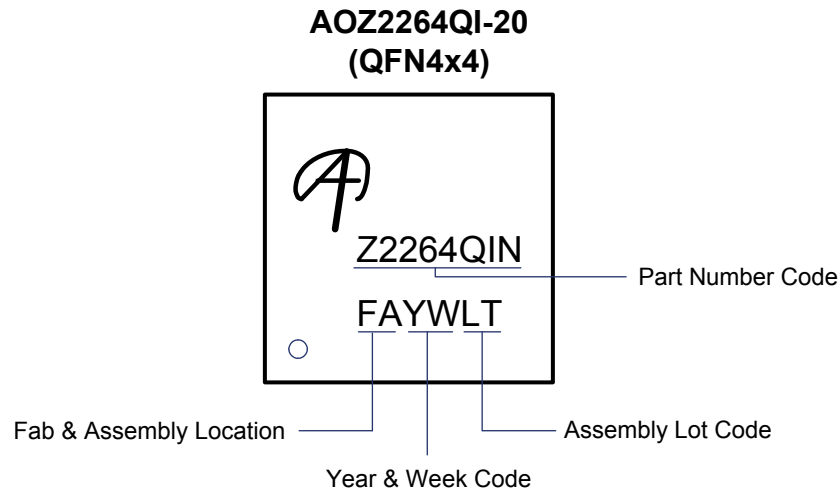 AOZ2264QI-20
(QFN4x4)
Z2264QIN
Part Number Code
FAYWLT
Fab & Assembly Location
Assembly Lot Code
Year & Week Code